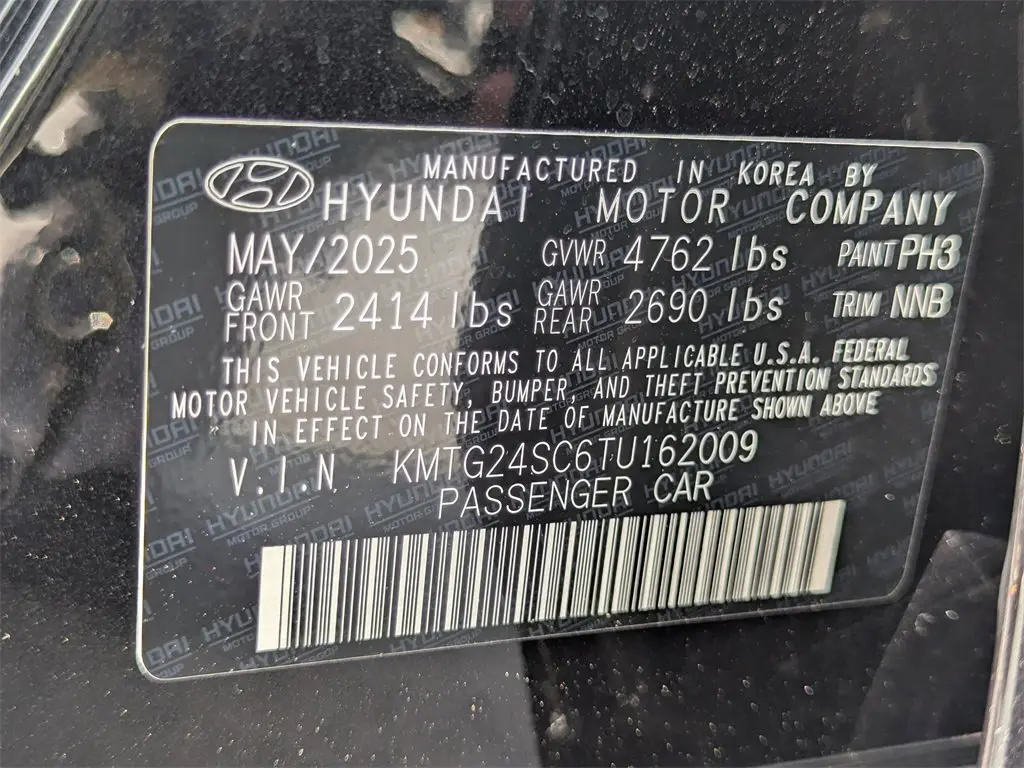 MANUFACTURED IN KOREA BY
HYUNDAI MOTOR COMPANY
MAY/2025 GVWR 4762 lbs PAINT PH3
GAWR FRONT 2414 lbs GAWR REAR 2690 lbs TRIM NNB
THIS VEHICLE CONFORMS TO ALL APPLICABLE U.S.A. FEDERAL
MOTOR VEHICLE SAFETY, BUMPER, AND THEFT PREVENTION STANDARDS
IN EFFECT ON THE DATE OF MANUFACTURE SHOWN ABOVE
V.I.N KMTG24SC6TU162009
PASSENGER CAR